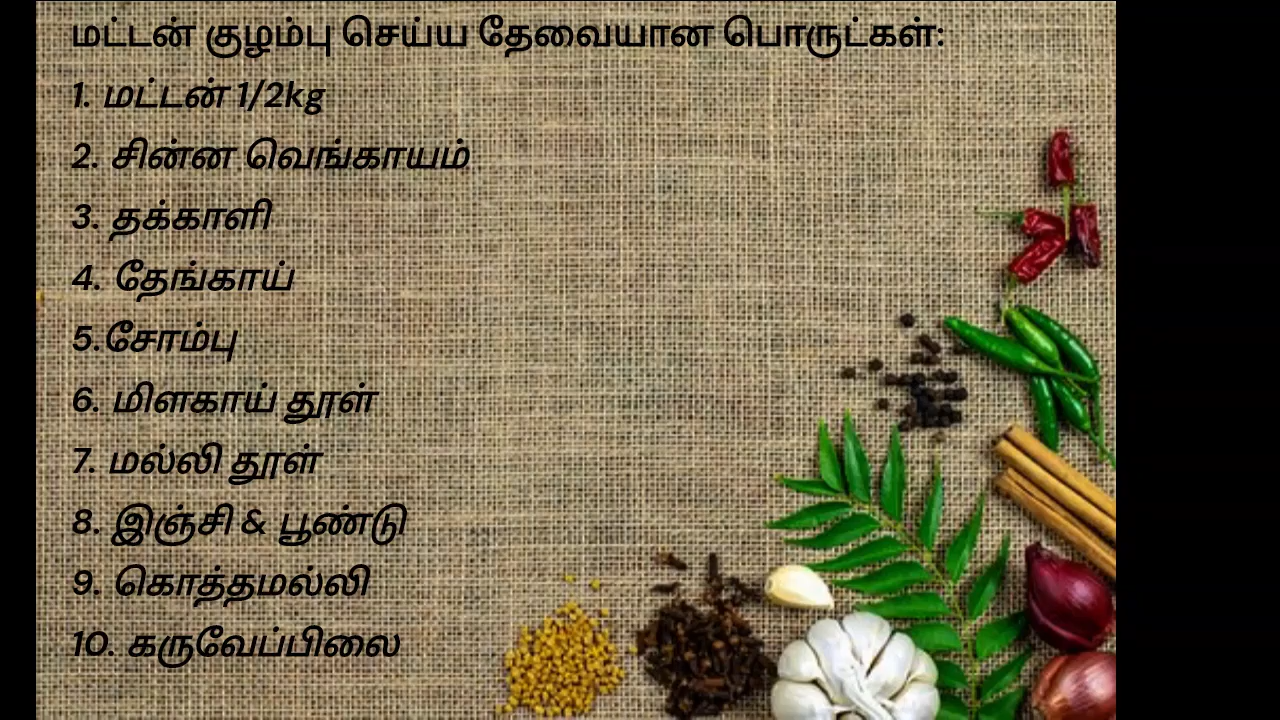 மட்டன் குழம்பு செய்ய தேவையான பொருட்கள்:
1. மட்டன் 1/2kg
2. சின்ன வெங்காயம்
3. தக்காளி
4. தேங்காய்
5.சோம்பு
6. மிளகாய் தூள்
7. மல்லி தூள்
8. இஞ்சி & பூண்டு
9. கொத்தமல்லி
10. கருவேப்பிலை